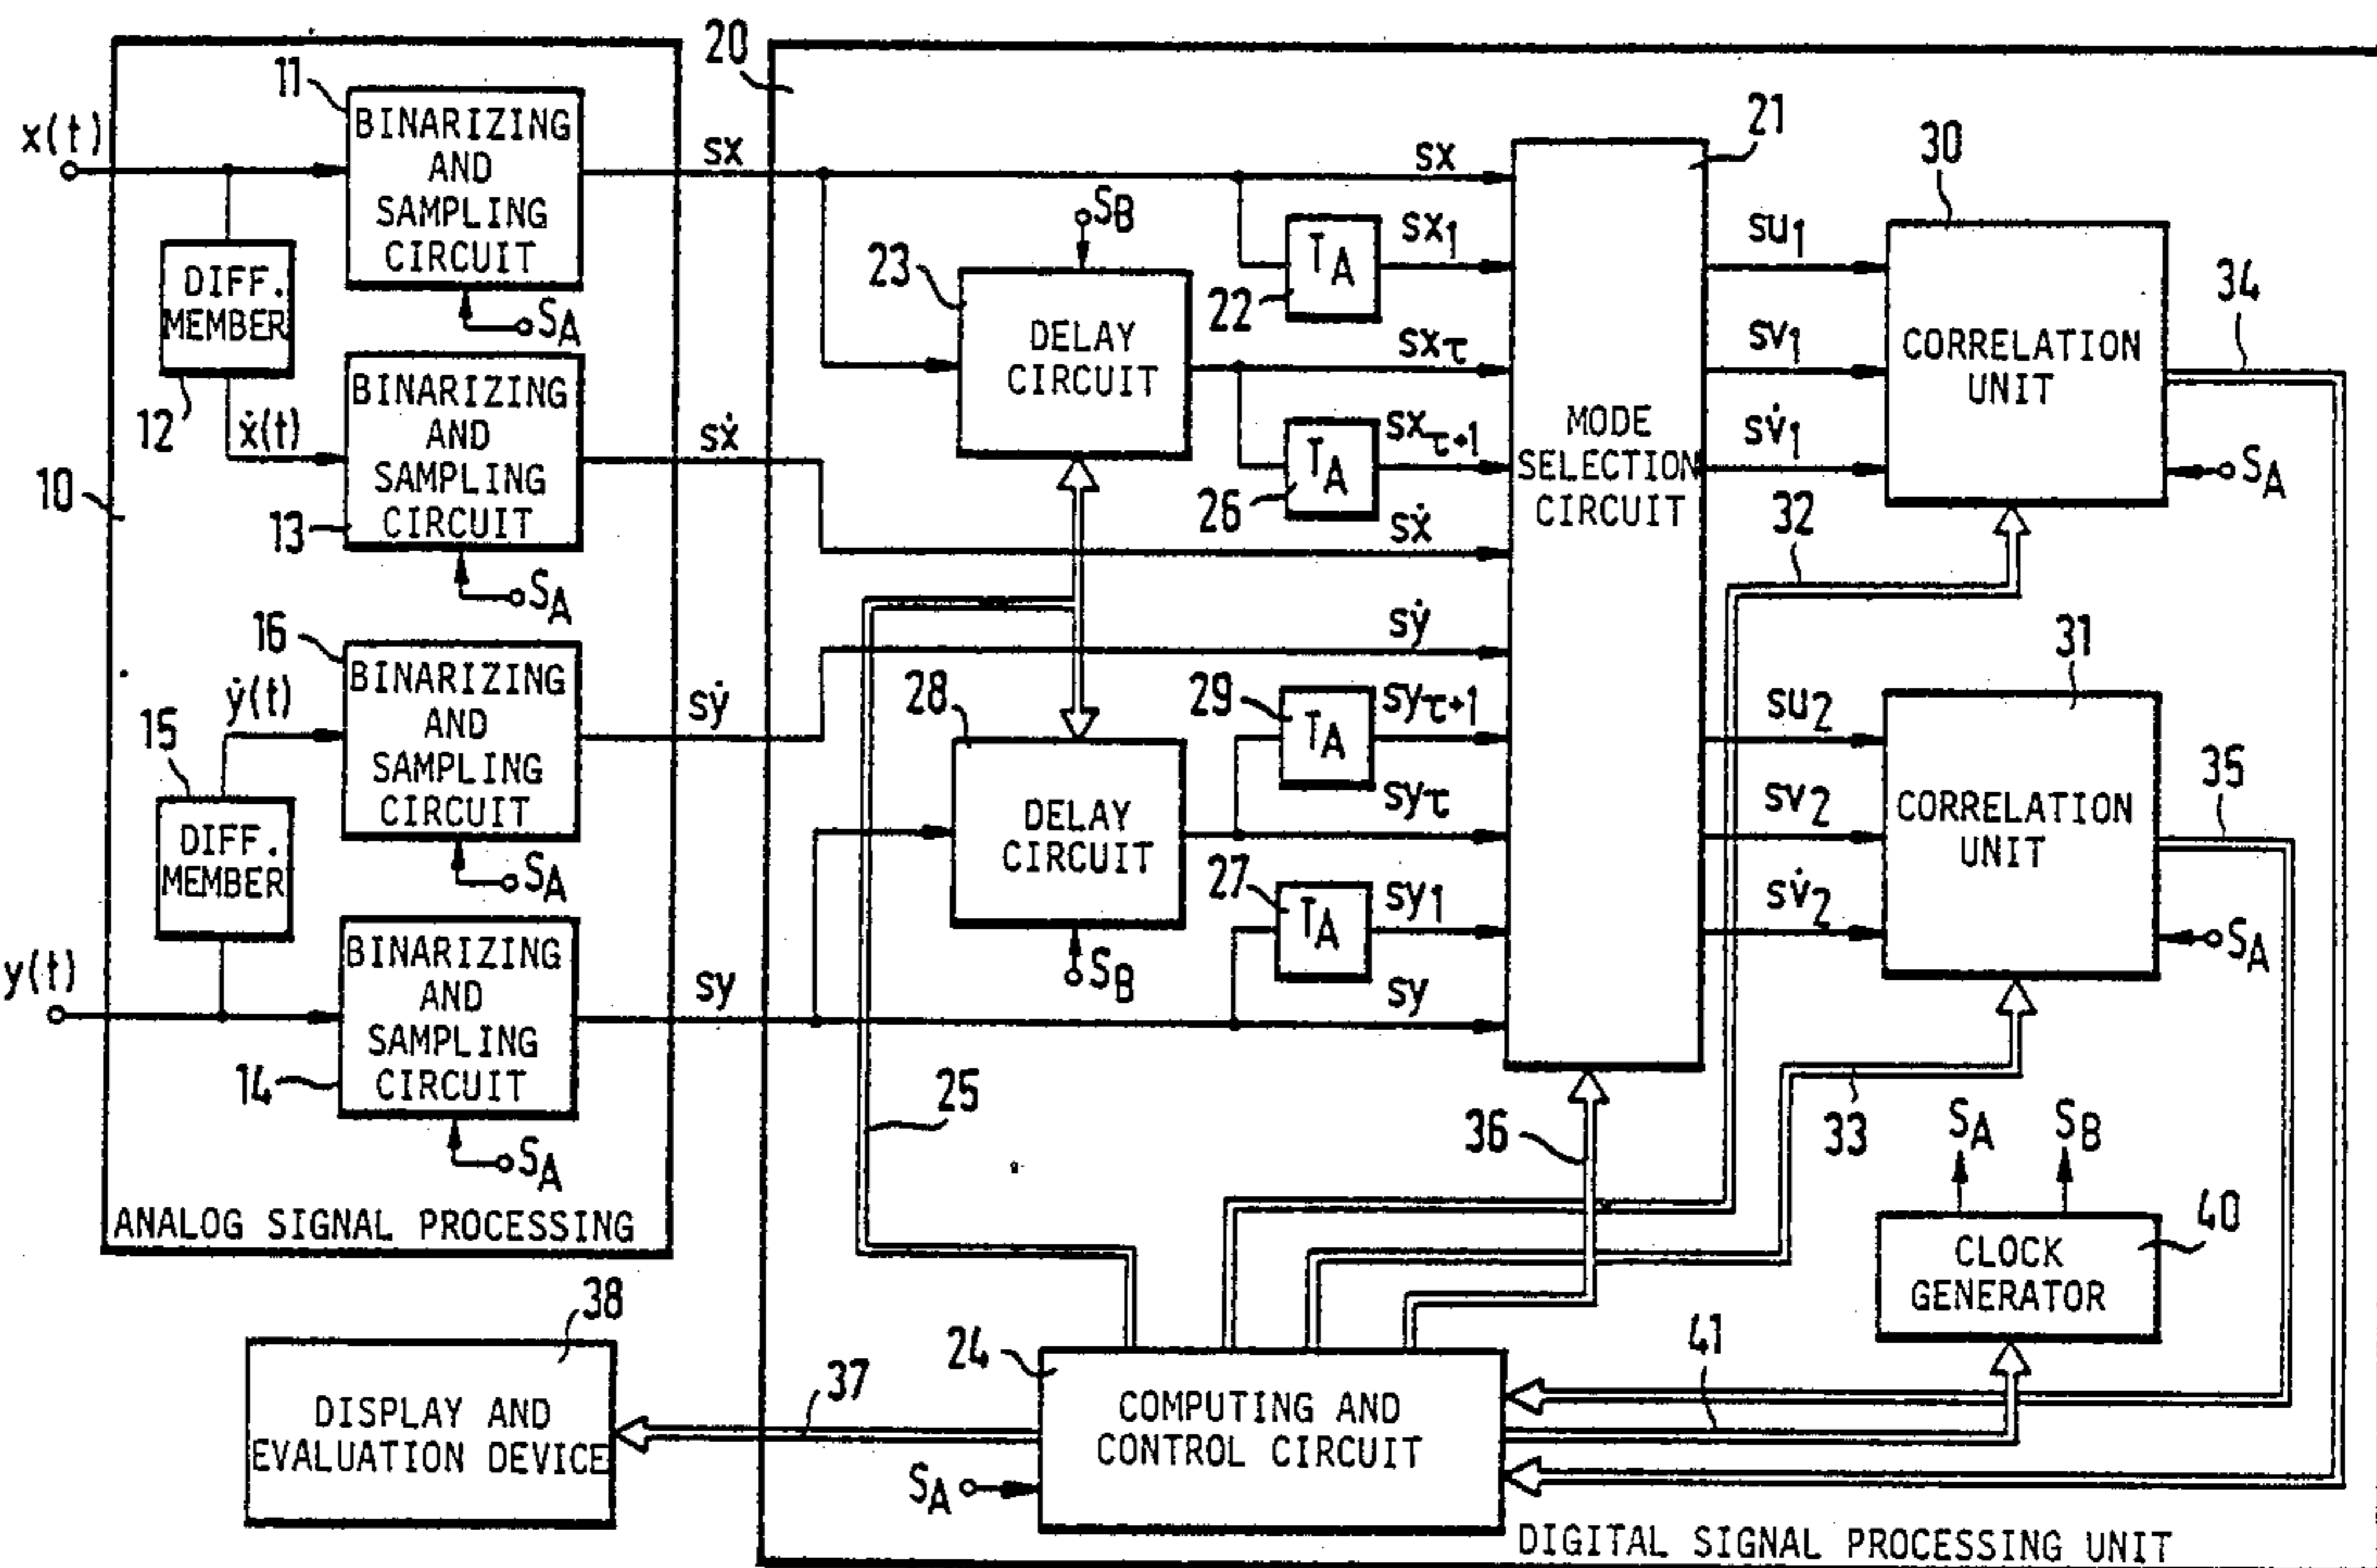 x(t)
10
11
BINARIZING
AND
SAMPLING
CIRCUIT
SA
DIFF.
MEMBER
12
ẋ(t)
BINARIZING
AND
SAMPLING
CIRCUIT
13
SA
16
BINARIZING
AND
SAMPLING
CIRCUIT
SA
ẏ(t)
15
DIFF.
MEMBER
y(t)
BINARIZING
AND
SAMPLING
CIRCUIT
14
SA
ANALOG SIGNAL PROCESSING
sx
sẋ
sẏ
sy
20
SB
23
DELAY
CIRCUIT
sx
TA
22
sx1
sxτ
TA
26
sxτ+1
sẋ
sẏ
28
DELAY
CIRCUIT
SB
29
TA
syτ+1
syτ
27
TA
sy1
sy
25
21
MODE
SELECTION
CIRCUIT
su1
sv1
sv̇1
30
CORRELATION
UNIT
SA
34
32
su2
sv2
sv̇2
31
CORRELATION
UNIT
SA
35
33
36
SA
SB
40
CLOCK
GENERATOR
41
24
COMPUTING AND
CONTROL CIRCUIT
SA
37
38
DISPLAY AND
EVALUATION DEVICE
DIGITAL SIGNAL PROCESSING UNIT